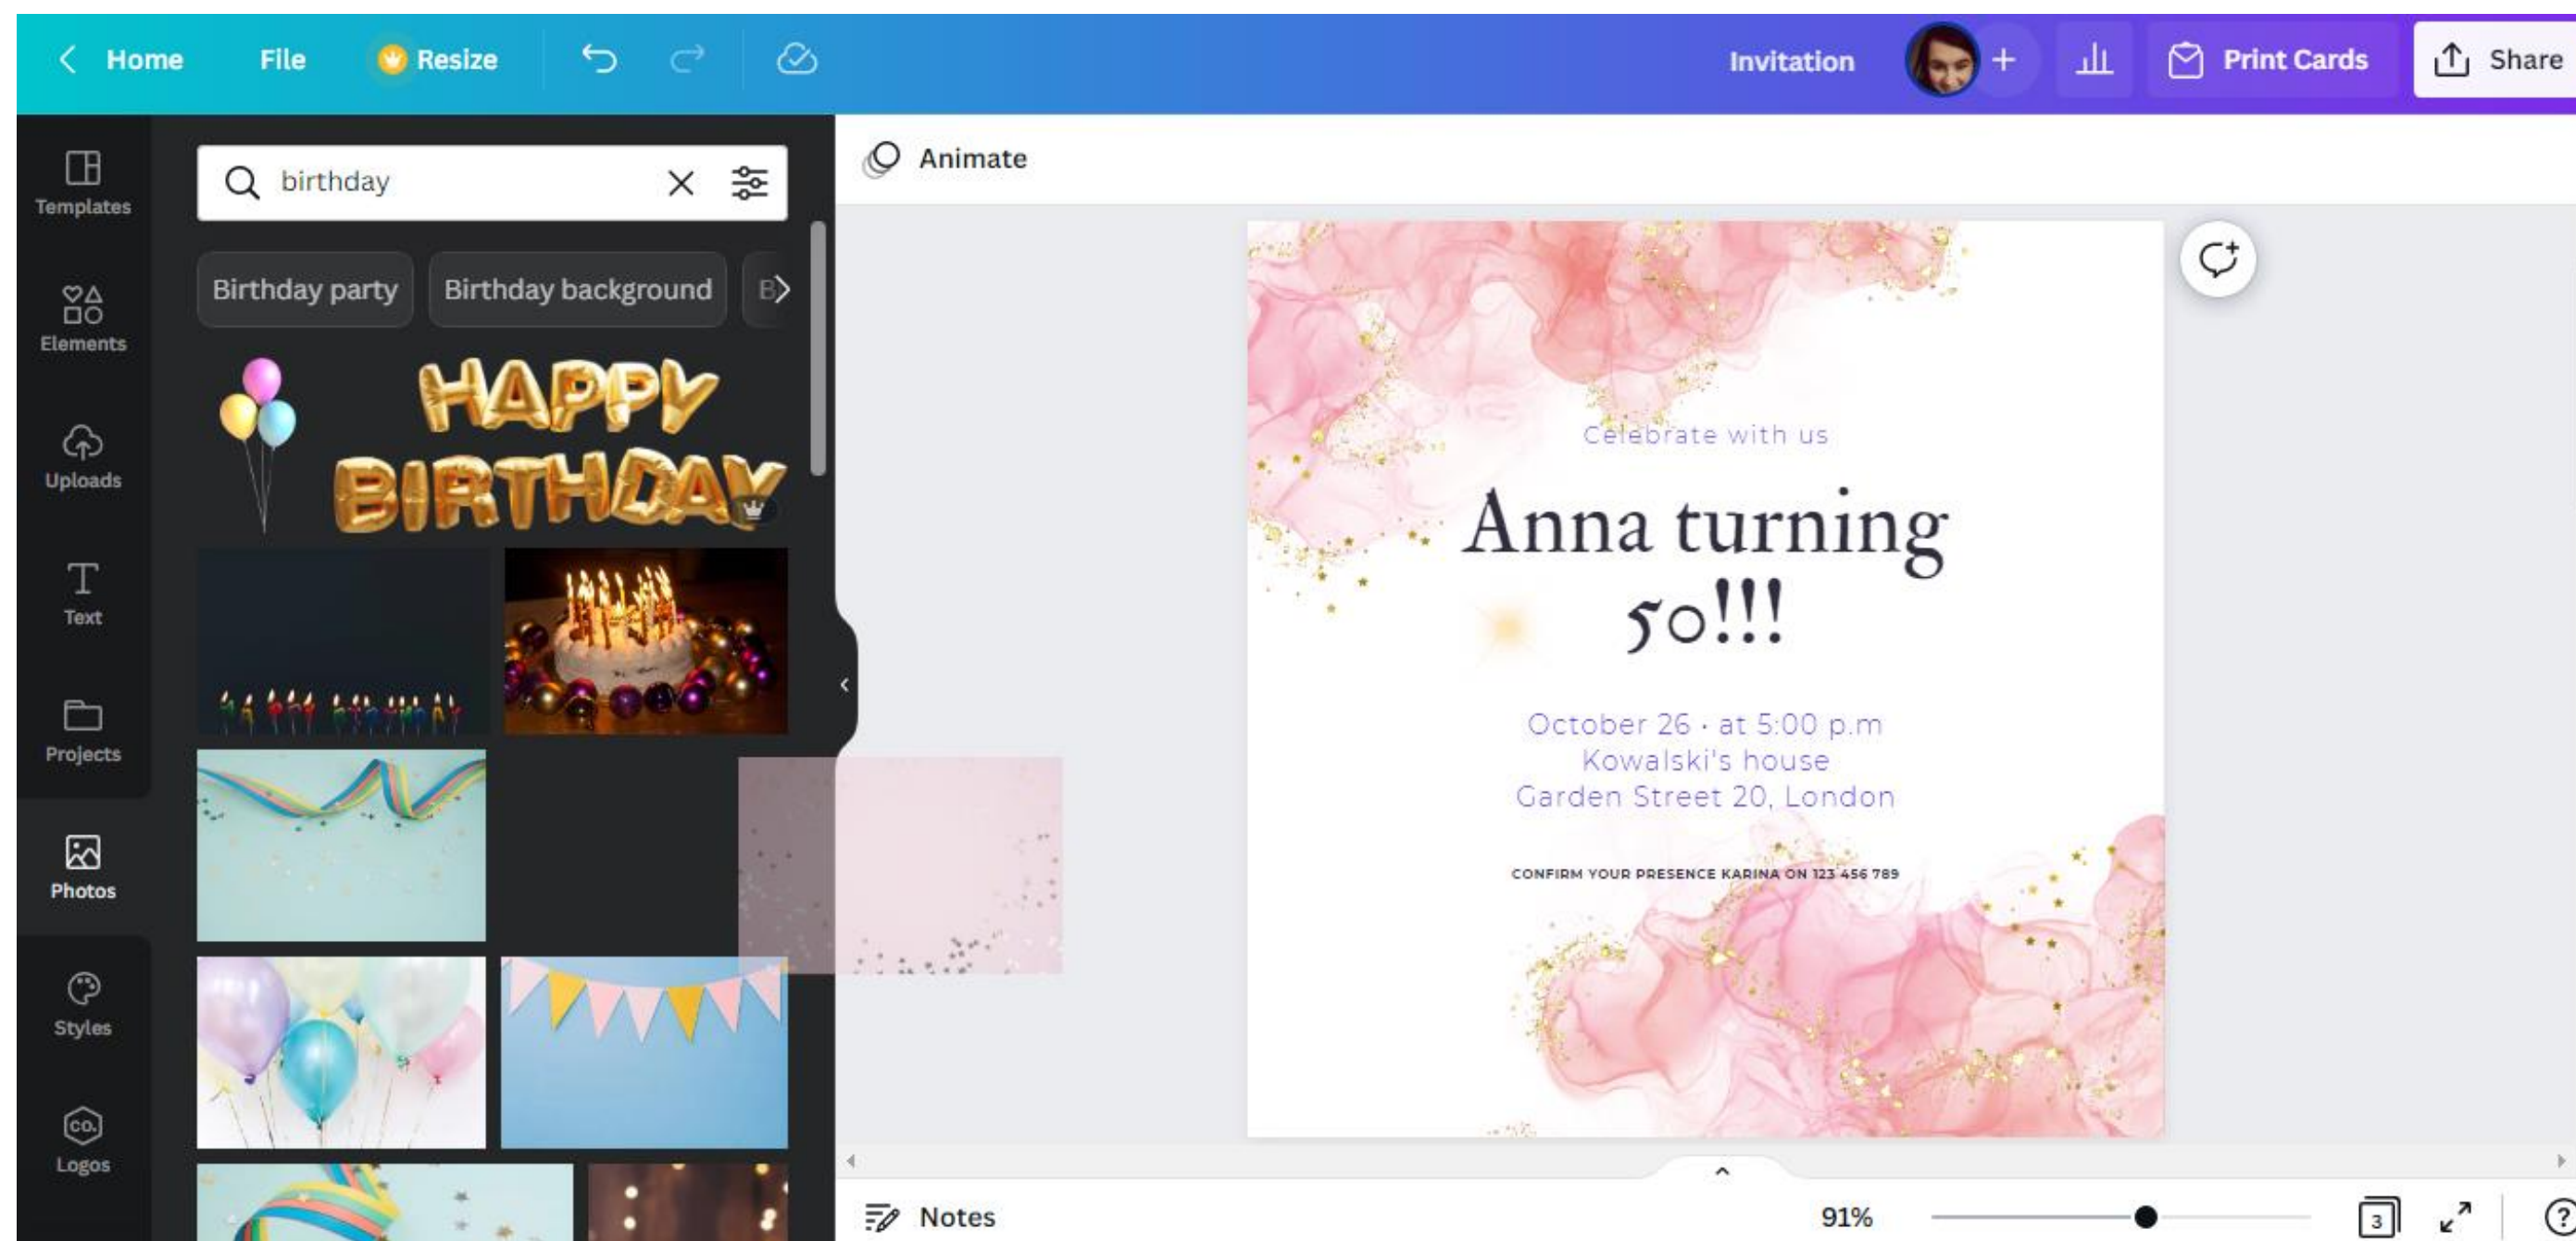 Home File Resize Invitation Print Cards Share
Templates
Elements
Uploads
Text
Projects
Photos
Styles
CO.
Logos
birthday
Birthday party Birthday background B
HAPPY
BIRTHDAY
Animate
Celebrate with us
Anna turning
50!!!
October 26 · at 5:00 p.m
Kowalski's house
Garden Street 20, London
CONFIRM YOUR PRESENCE KARINA ON 123 456 789
Notes 91% 3 ?